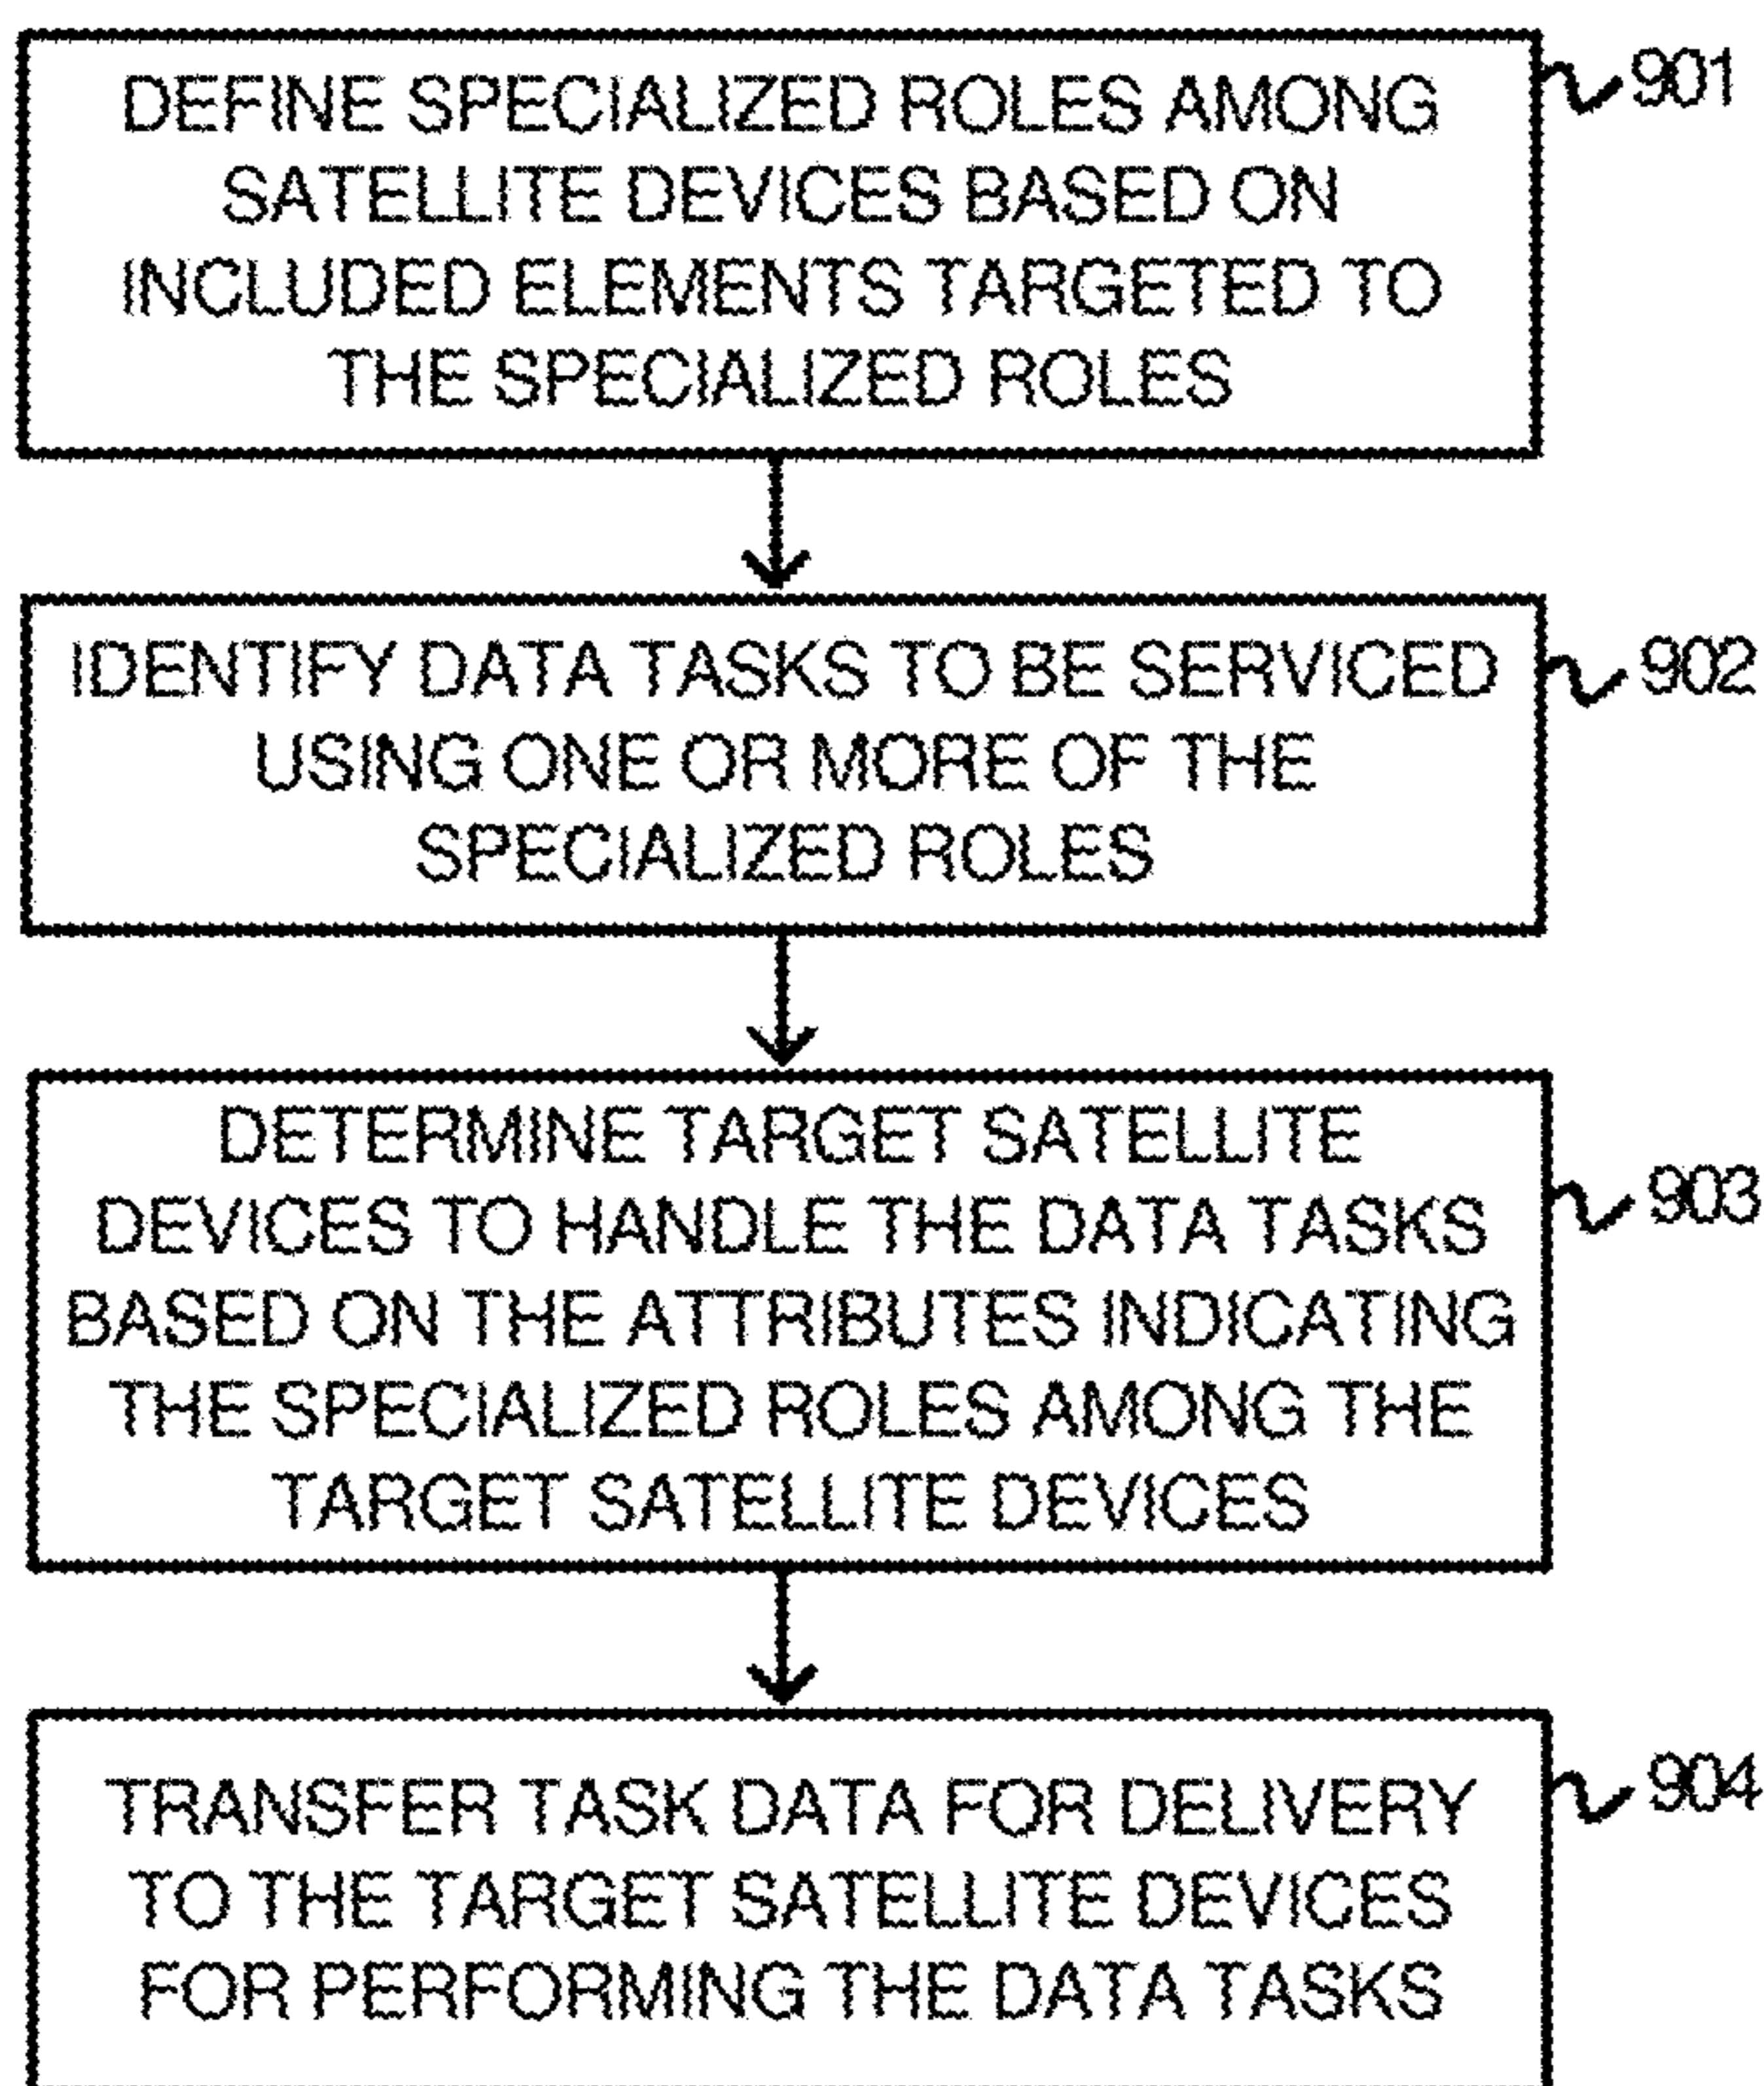 DEFINE SPECIALIZED ROLES AMONG
901
SATELLITE DEVICES BASED ON
INCLUDED ELEMENTS TARGETED TO
THE SPECIALIZED ROLES
IDENTIFY DATA TASKS TO BE SERVICED
902
USING ONE OR MORE OF THE
SPECIALIZED ROLES
DETERMINE TARGET SATELLITE
DEVICES TO HANDLE THE DATA TASKS
903
BASED ON THE ATTRIBUTES INDICATING
THE SPECIALIZED ROLES AMONG THE
TARGET SATELLITE DEVICES
TRANSFER TASK DATA FOR DELIVERY
904
TO THE TARGET SATELLITE DEVICES
FOR PERFORMING THE DATA TASKS